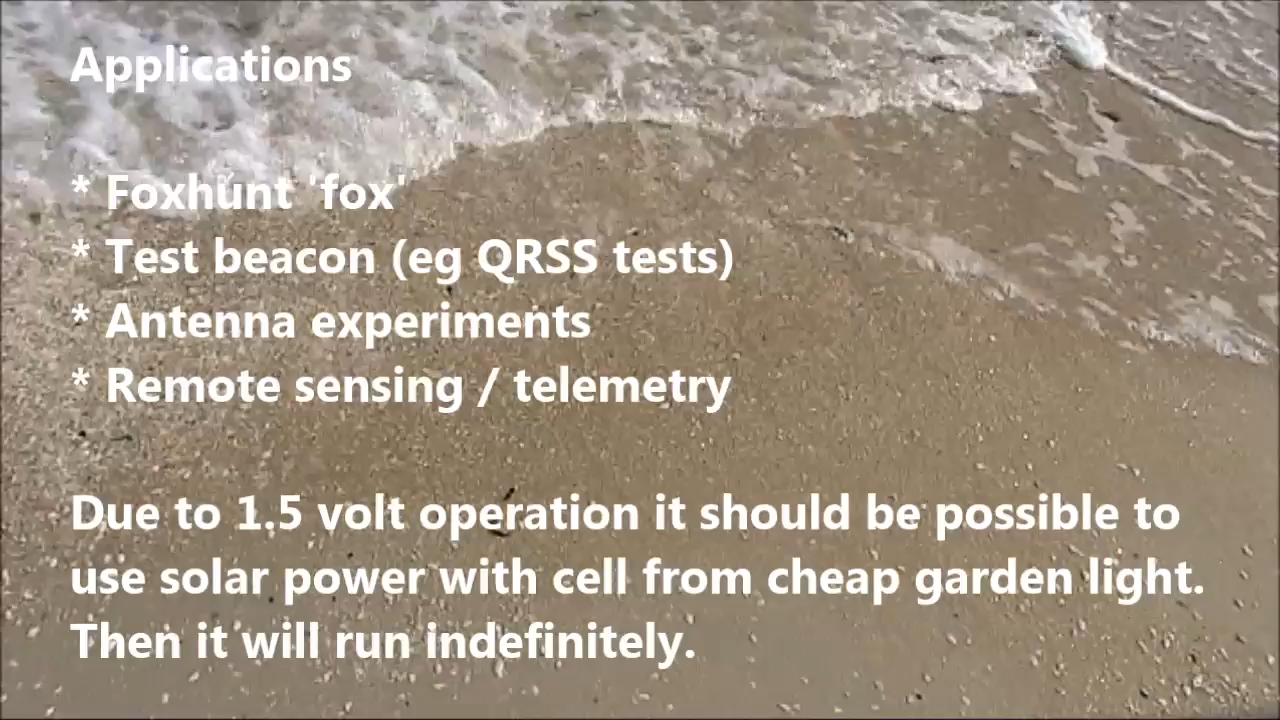 Applications
* Foxhunt 'fox'
* Test beacon (eg QRSS tests)
* Antenna experiments
* Remote sensing / telemetry
Due to 1.5 volt operation it should be possible to
use solar power with cell from cheap garden light.
Then it will run indefinitely.